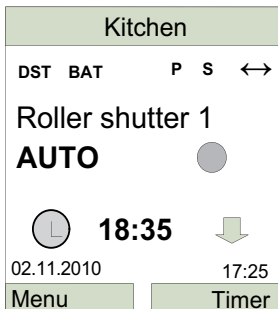 Kitchen
DST BAT P S ↔
Roller shutter 1
AUTO
18:35
02.11.2010 17:25
Menu Timer